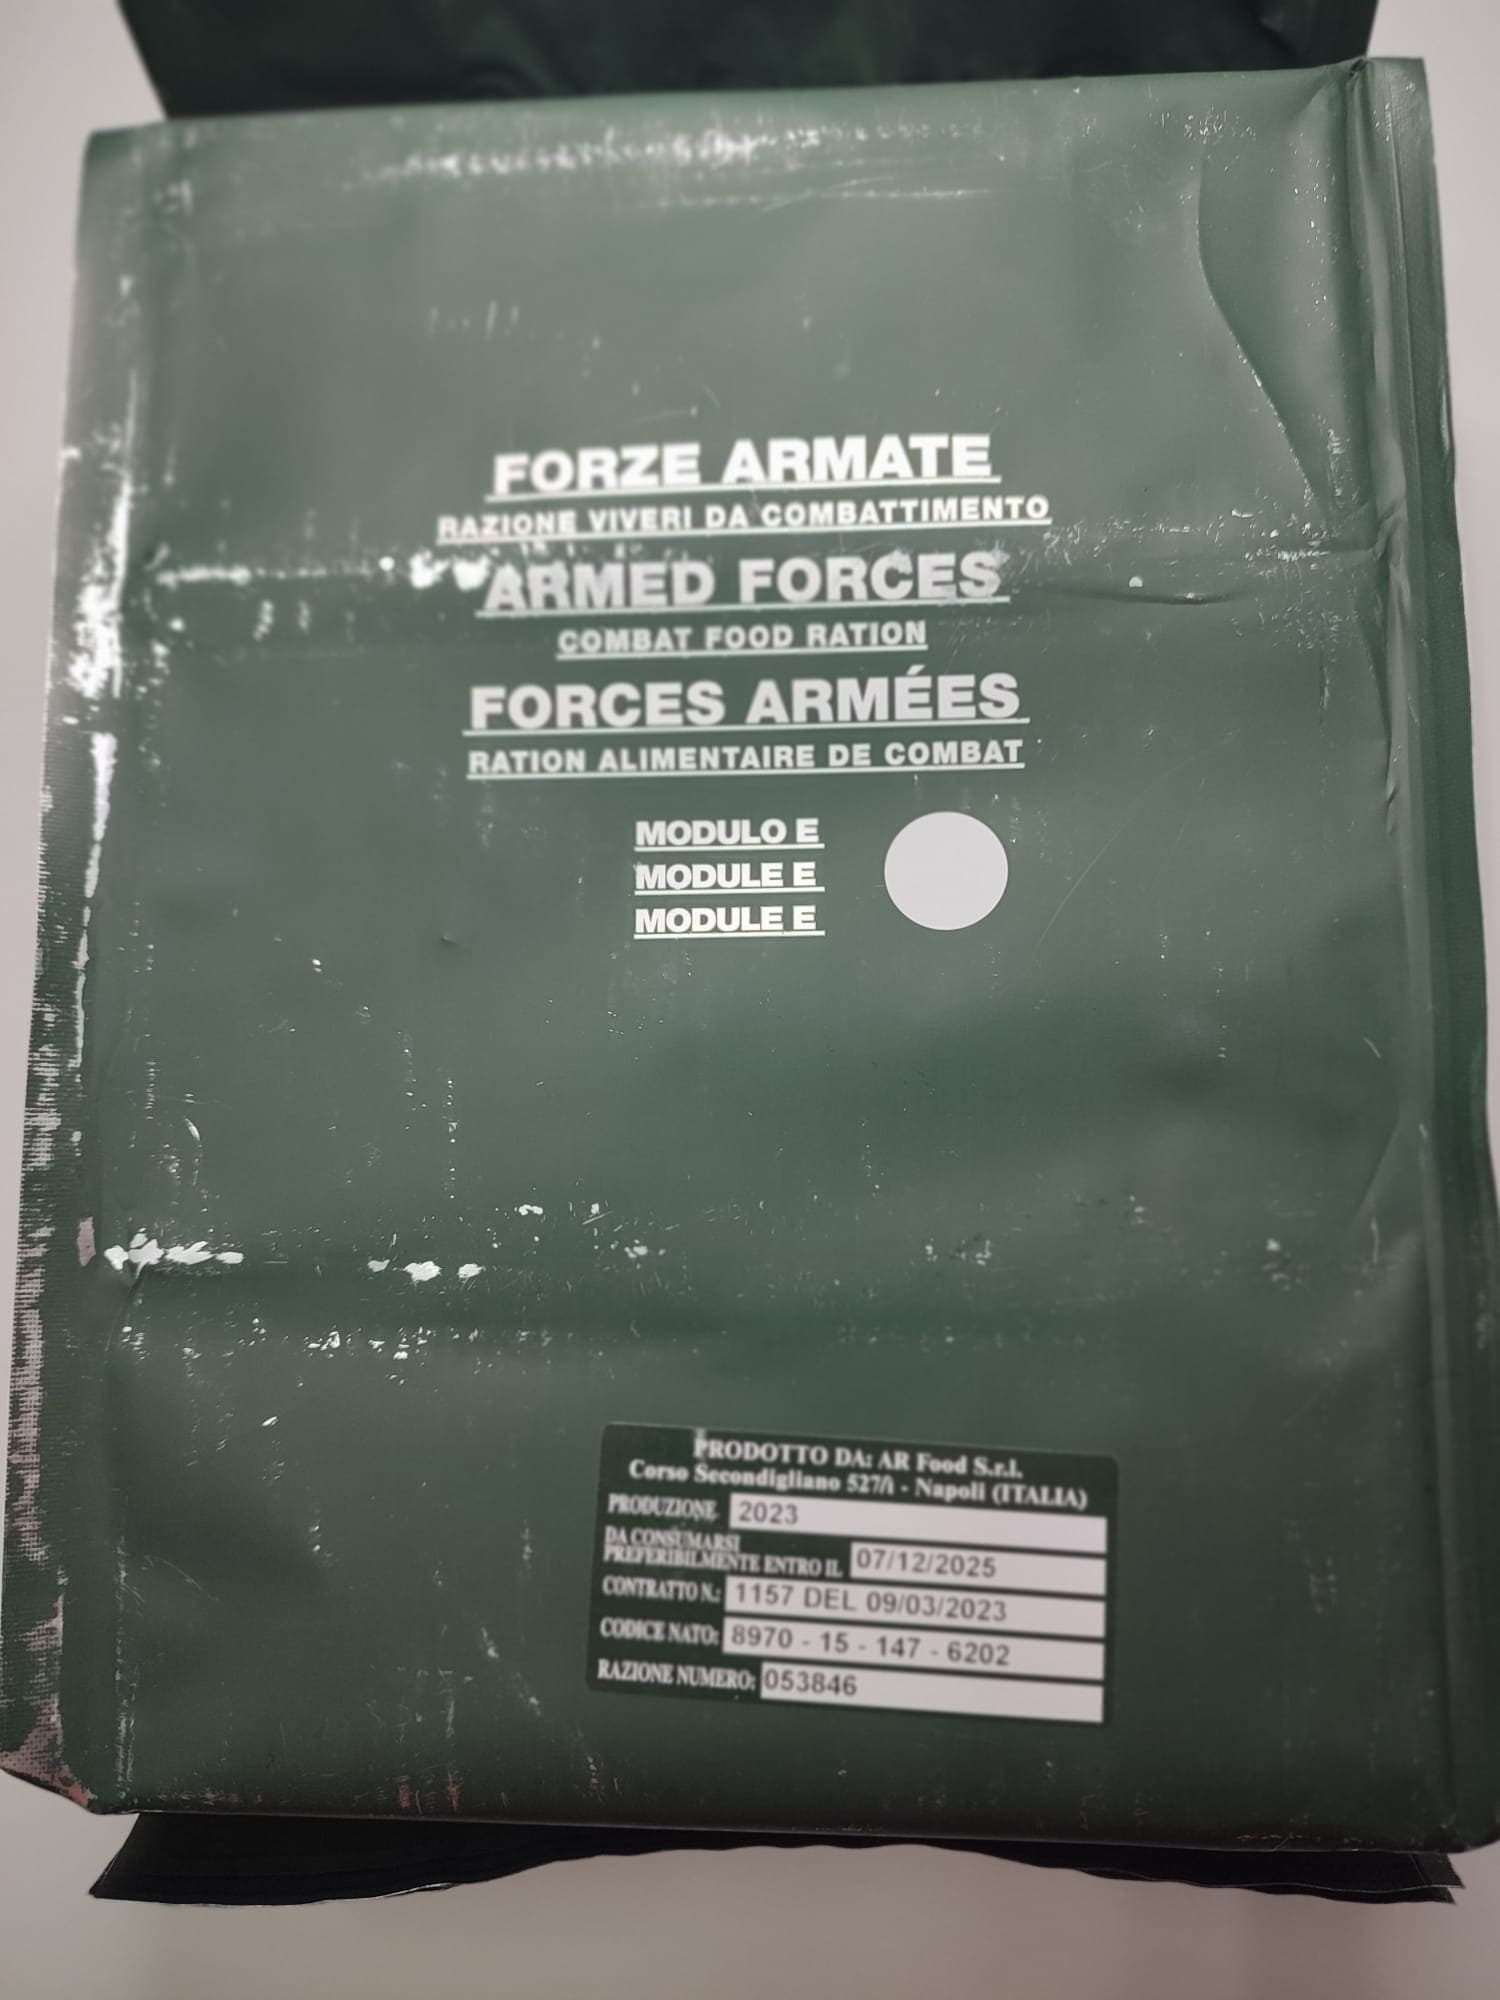 FORZE ARMATE
RAZIONE VIVERI DA COMBATTIMENTO
ARMED FORCES
COMBAT FOOD RATION
FORCES ARMÉES
RATION ALIMENTAIRE DE COMBAT
MODULO E
MODULE E
MODULE E
PRODOTTO DA: AR Food S.r.l.
Corso Secondigliano 527/i - Napoli (ITALIA)
PRODUZIONE 2023
DA CONSUMARSI
PREFERIBILMENTE ENTRO IL 07/12/2025
CONTRATTO N.: 1157 DEL 09/03/2023
CODICE NATO: 8970 - 15 - 147 - 6202
RAZIONE NUMERO: 053846